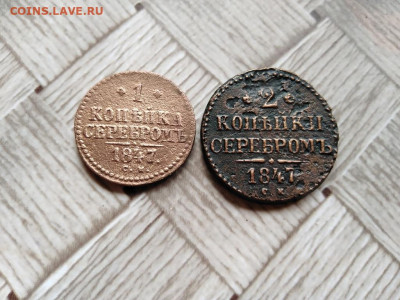 COINS.LAVE.RU
* 1 *
КОПѢЙКА
СЕРЕБРОМЪ
1847
С.М.
* 2 *
КОПѢЙКИ
СЕРЕБРОМЪ
1847
С.М.